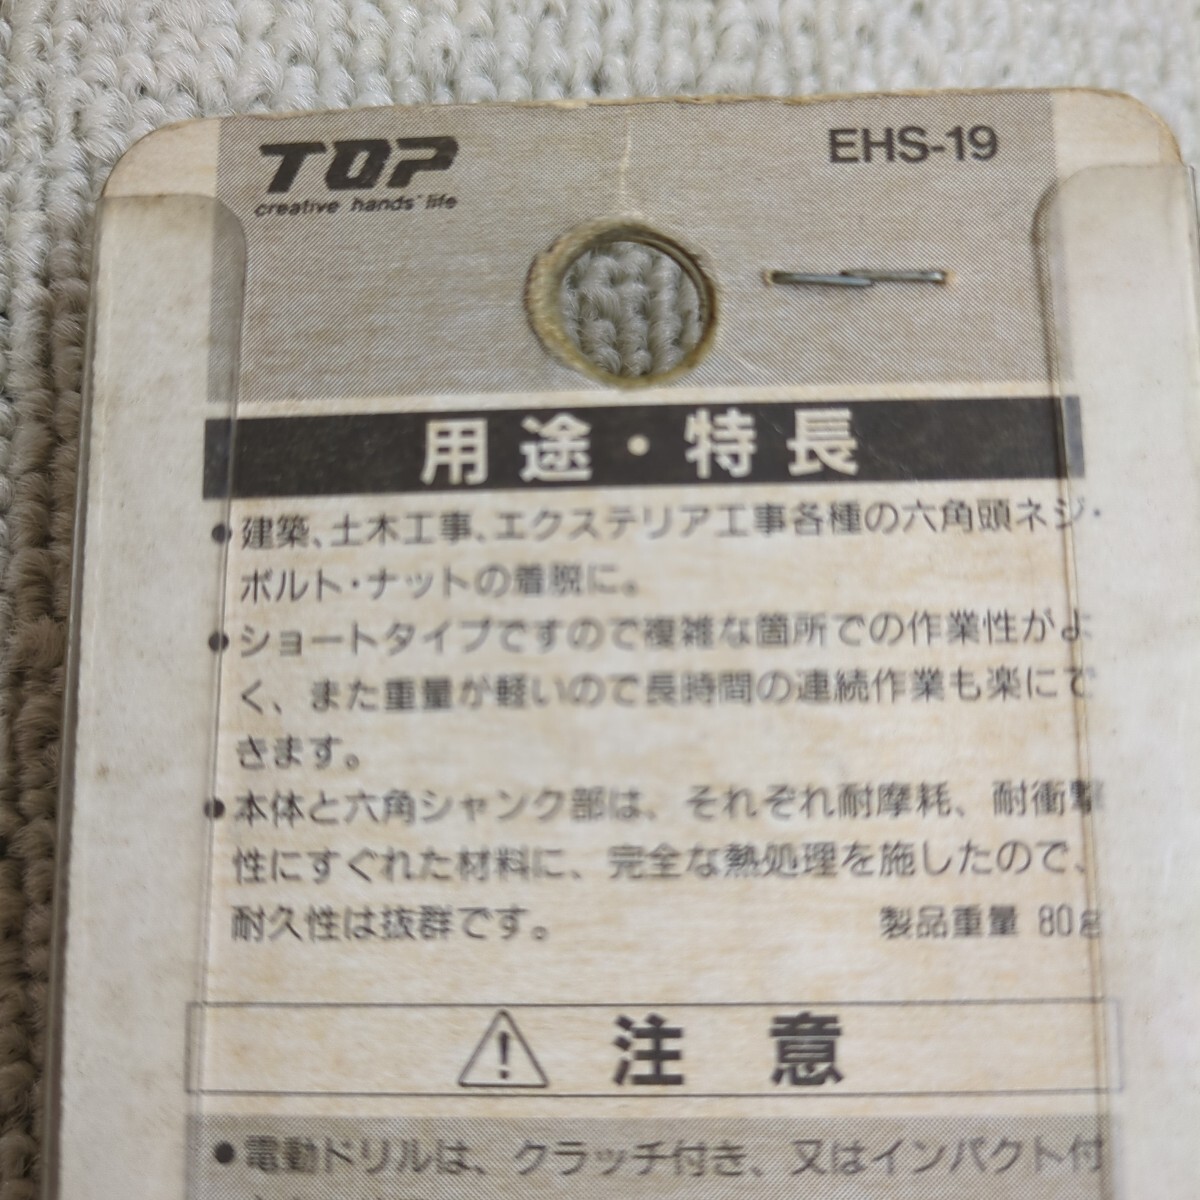 TOP
creative hands' life
EHS-19
用途・特長
●建築、土木工事、エクステリア工事各種の六角頭ネジ・
ボルト・ナットの着脱に。
●ショートタイプですので複雑な箇所での作業性がよ
く、また重量が軽いので長時間の連続作業も楽にで
きます。
●本体と六角シャンク部は、それぞれ耐摩耗、耐衝撃
性にすぐれた材料に、完全な熱処理を施したので、
耐久性は抜群です。
製品重量 80g
注意
●電動ドリルは、クラッチ付き、又はインパクト付